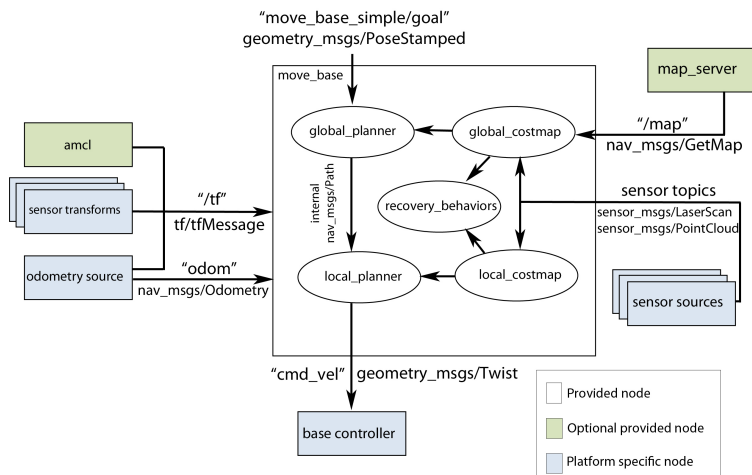 “move_base_simple/goal”
geometry_msgs/PoseStamped
move_base
map_server
global_planner
global_costmap
“/map”
nav_msgs/GetMap
amcl
“/tf”
tf/tfMessage
sensor transforms
internal
nav_msgs/Path
recovery_behaviors
sensor topics
sensor_msgs/LaserScan
sensor_msgs/PointCloud
odometry source
“odom”
nav_msgs/Odometry
local_planner
local_costmap
sensor sources
“cmd_vel”
geometry_msgs/Twist
base controller
Provided node
Optional provided node
Platform specific node